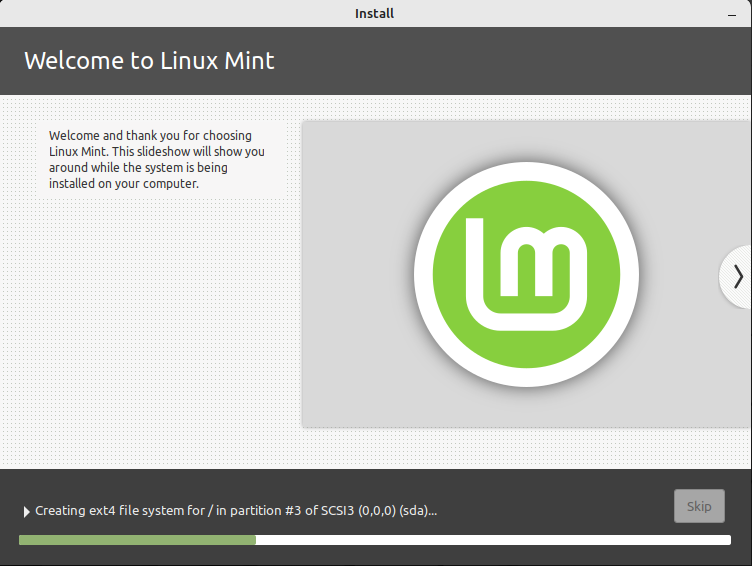 Install
Welcome to Linux Mint
Welcome and thank you for choosing
Linux Mint. This slideshow will show you
around while the system is being
installed on your computer.
Creating ext4 file system for / in partition #3 of SCSI3 (0,0,0) (sda)...
Skip